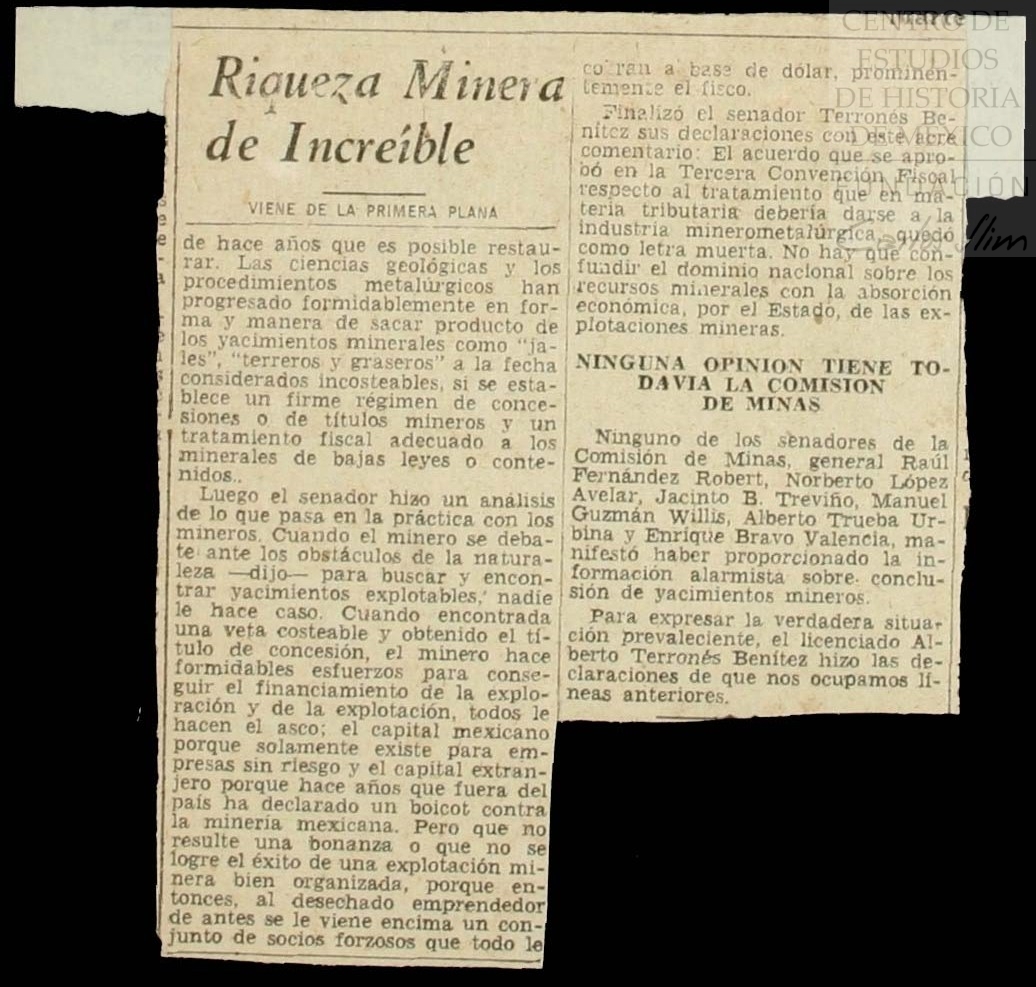 Riqueza Minera
de Increíble
VIENE DE LA PRIMERA PLANA
de hace años que es posible restau-
rar. Las ciencias geológicas y los
procedimientos metalúrgicos han
progresado formidablemente en for-
ma y manera de sacar producto de
los yacimientos minerales como "ja-
les", "terreros y graseros" a la fecha
considerados incosteables, si se esta-
blece un firme régimen de conce-
siones o de títulos mineros y un
tratamiento fiscal adecuado a los
minerales de bajas leyes o conte-
nidos..
Luego el senador hizo un análisis
de lo que pasa en la práctica con los
mineros. Cuando el minero se deba-
te ante los obstáculos de la natura-
leza —dijo— para buscar y encon-
trar yacimientos explotables, nadie
le hace caso. Cuando encontrada
una veta costeable y obtenido el tí-
tulo de concesión, el minero hace
formidables esfuerzos para conse-
guir el financiamiento de la explo-
ración y de la explotación, todos le
hacen el asco; el capital mexicano
porque solamente existe para em-
presas sin riesgo y el capital extran-
jero porque hace años que fuera del
país ha declarado un boicot contra
la minería mexicana. Pero que no
resulte una bonanza o que no se
logre el éxito de una explotación mi-
nera bien organizada, porque en-
tonces, al desechado emprendedor
de antes se le viene encima un con-
junto de socios forzosos que todo le
cobran a base de dólar, prominen-
temente el fisco.
Finalizó el senador Terronés Be-
nítez sus declaraciones con este acre
comentario: El acuerdo que se apro-
bó en la Tercera Convención Fiscal
respecto al tratamiento que en ma-
teria tributaria debería darse a la
industria minerometalúrgica, quedó
como letra muerta. No hay que con-
fundir el dominio nacional sobre los
recursos minerales con la absorción
económica, por el Estado, de las ex-
plotaciones mineras.
NINGUNA OPINION TIENE TO-
DAVIA LA COMISION
DE MINAS
Ninguno de los senadores de la
Comisión de Minas, general Raúl
Fernández Robert, Norberto López
Avelar, Jacinto B. Treviño, Manuel
Guzmán Willis, Alberto Trueba Ur-
bina y Enrique Bravo Valencia, ma-
nifestó haber proporcionado la in-
formación alarmista sobre conclu-
sión de yacimientos mineros.
Para expresar la verdadera situa-
ción prevaleciente, el licenciado Al-
berto Terronés Benítez hizo las de-
claraciones de que nos ocupamos lí-
neas anteriores.
CENTRO DE
ESTUDIOS
DE HISTORIA
DE MÉXICO
FUNDACIÓN
Carlos Slim